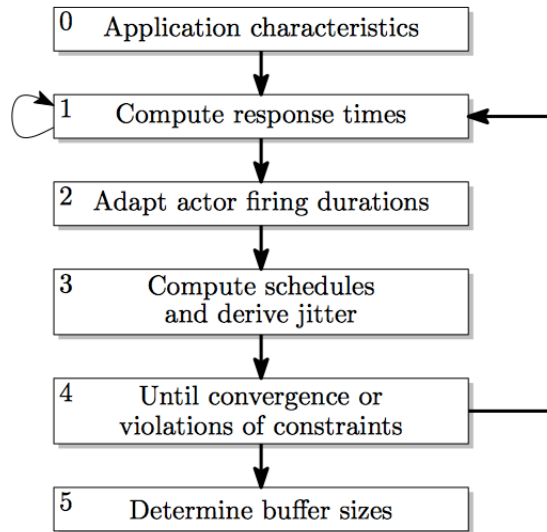 0 Application characteristics
1 Compute response times
2 Adapt actor firing durations
3 Compute schedules
and derive jitter
4 Until convergence or
violations of constraints
5 Determine buffer sizes